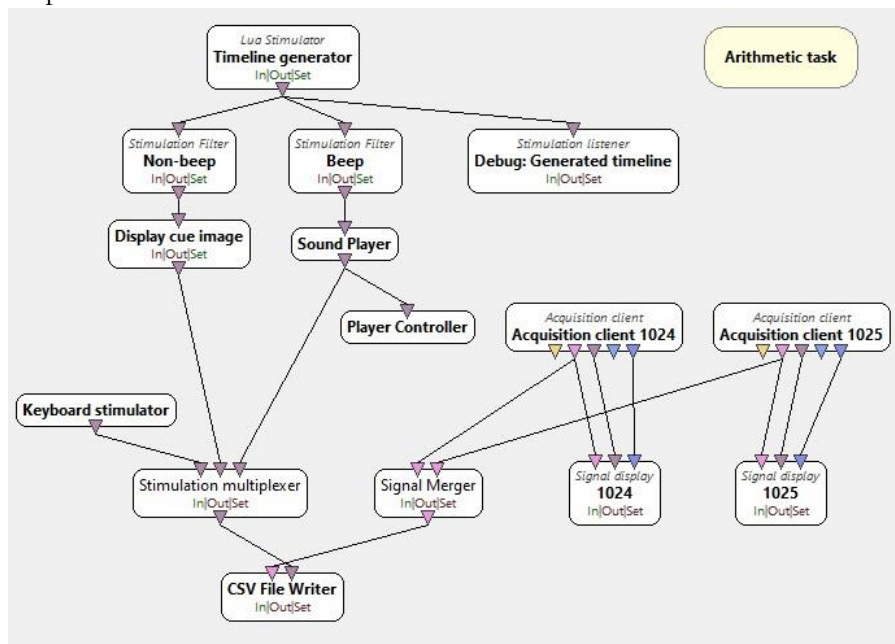 Lua Stimulator
Timeline generator
In|Out|Set
Arithmetic task
Stimulation Filter
Non-beep
In|Out|Set
Stimulation Filter
Beep
In|Out|Set
Stimulation listener
Debug: Generated timeline
In|Out|Set
Display cue image
In|Out|Set
Sound Player
Player Controller
Acquisition client
Acquisition client 1024
Acquisition client
Acquisition client 1025
Keyboard stimulator
Stimulation multiplexer
In|Out|Set
Signal Merger
In|Out|Set
Signal display
1024
In|Out|Set
Signal display
1025
In|Out|Set
CSV File Writer
In|Out|Set